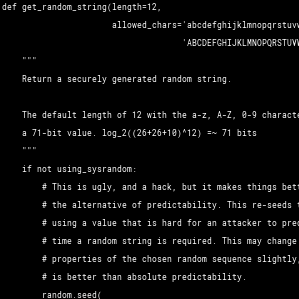 def get_random_string(length=12,
allowed_chars='abcdefghijklmnopqrstuvw
'ABCDEFGHIJKLMNOPQRSTUVW
"""
Return a securely generated random string.
The default length of 12 with the a-z, A-Z, 0-9 characte
a 71-bit value. log_2((26+26+10)^12) =~ 71 bits
"""
if not using_sysrandom:
# This is ugly, and a hack, but it makes things bett
# the alternative of predictability. This re-seeds t
# using a value that is hard for an attacker to pred
# time a random string is required. This may change
# properties of the chosen random sequence slightly,
# is better than absolute predictability.
random.seed(